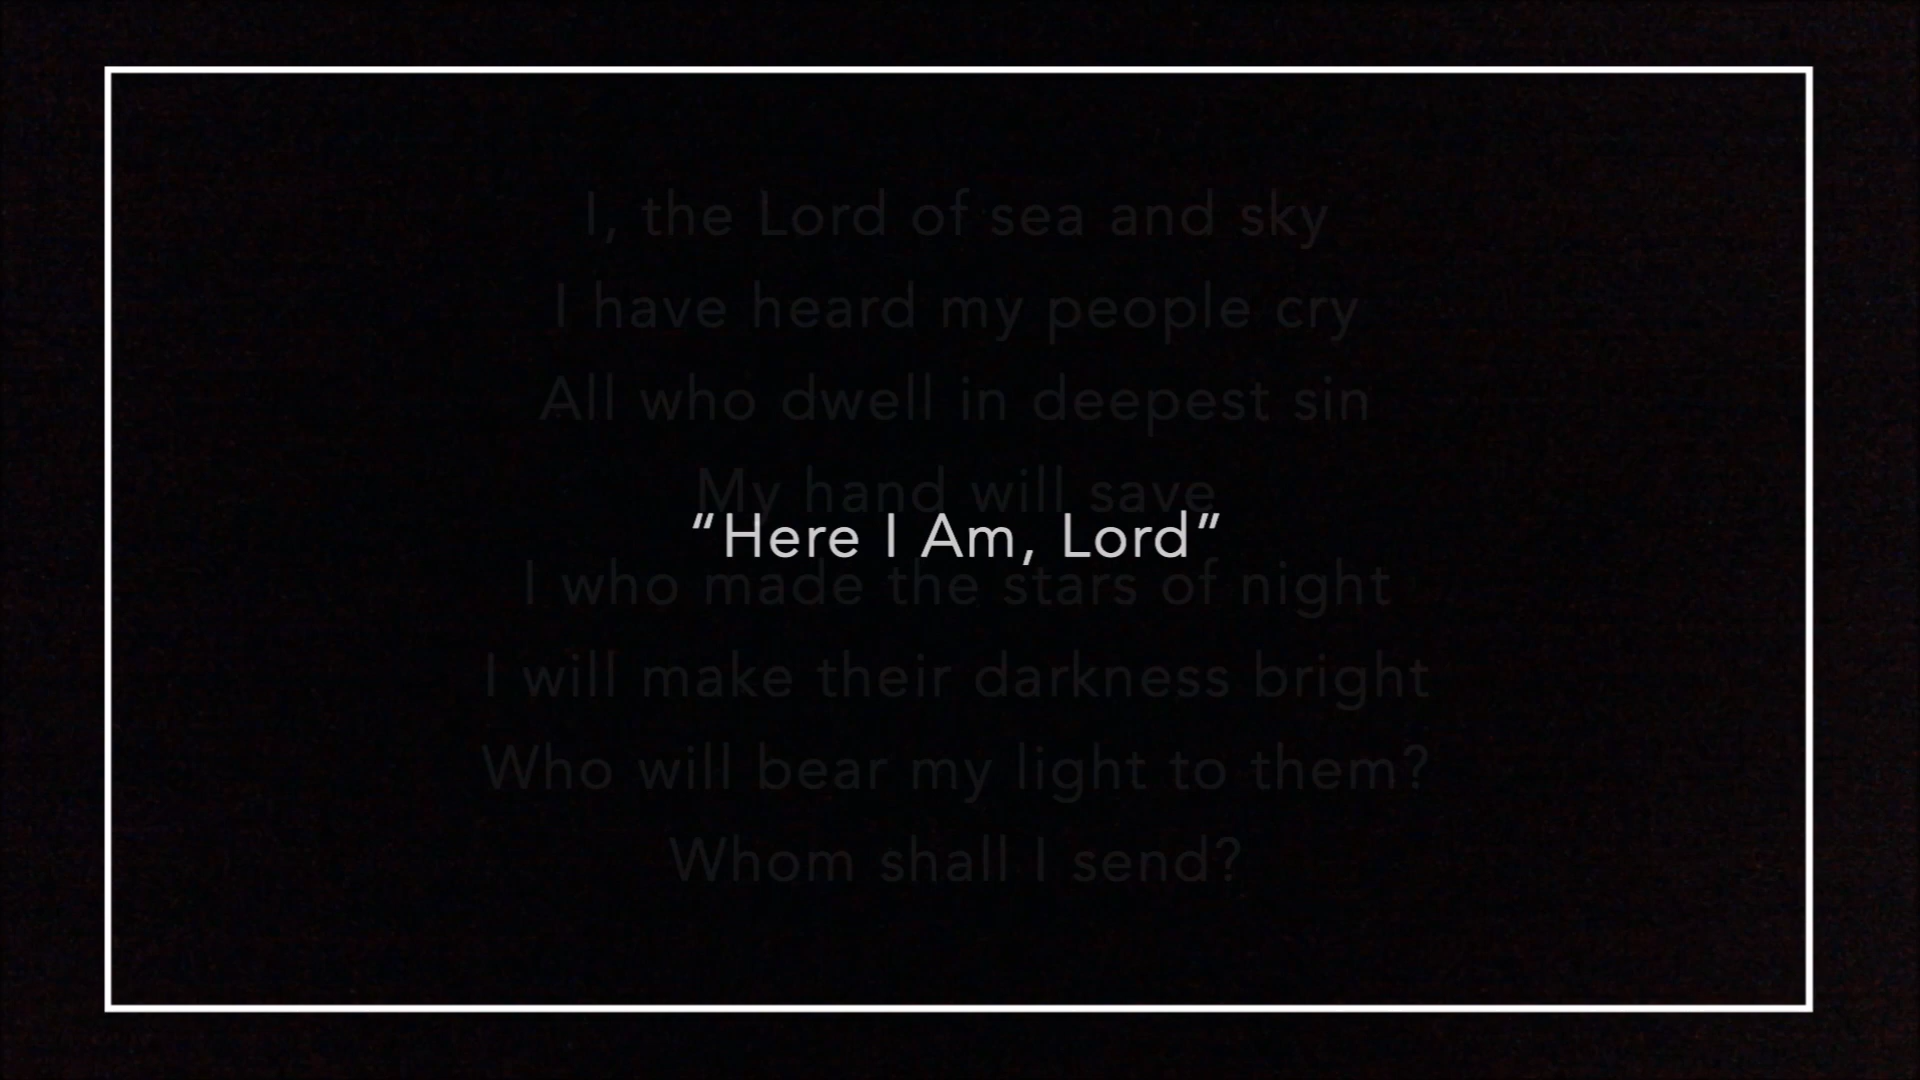 I, the Lord of sea and sky
I have heard my people cry
All who dwell in deepest sin
My hand will save
“Here I Am, Lord”
I who made the stars of night
I will make their darkness bright
Who will bear my light to them?
Whom shall I send?